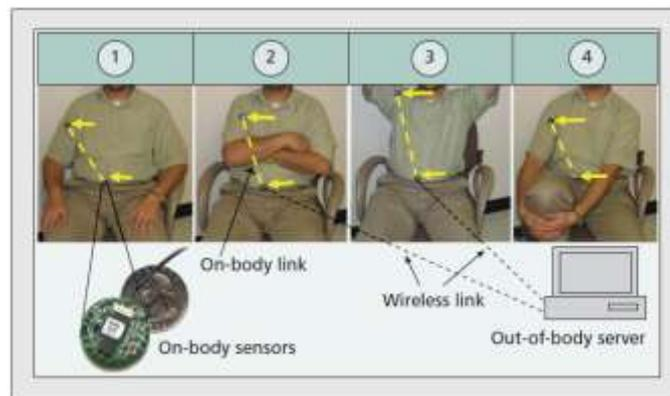 1
2
3
4
On-body link
Wireless link
On-body sensors
Out-of-body server